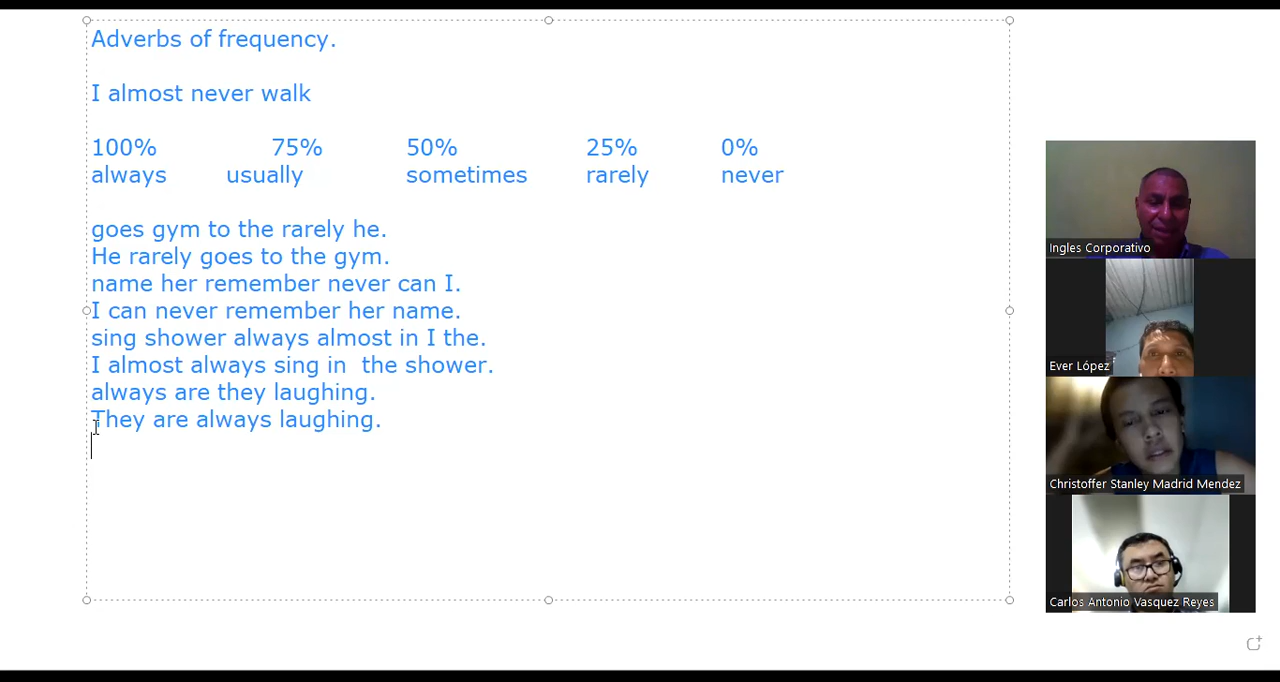 Adverbs of frequency.
I almost never walk
100% 75% 50% 25% 0%
always usually sometimes rarely never
goes gym to the rarely he.
He rarely goes to the gym.
name her remember never can I.
I can never remember her name.
sing shower always almost in I the.
I almost always sing in the shower.
always are they laughing.
They are always laughing.
Ingles Corporativo
Ever López
Christoffer Stanley Madrid Mendez
Carlos Antonio Vasquez Reyes